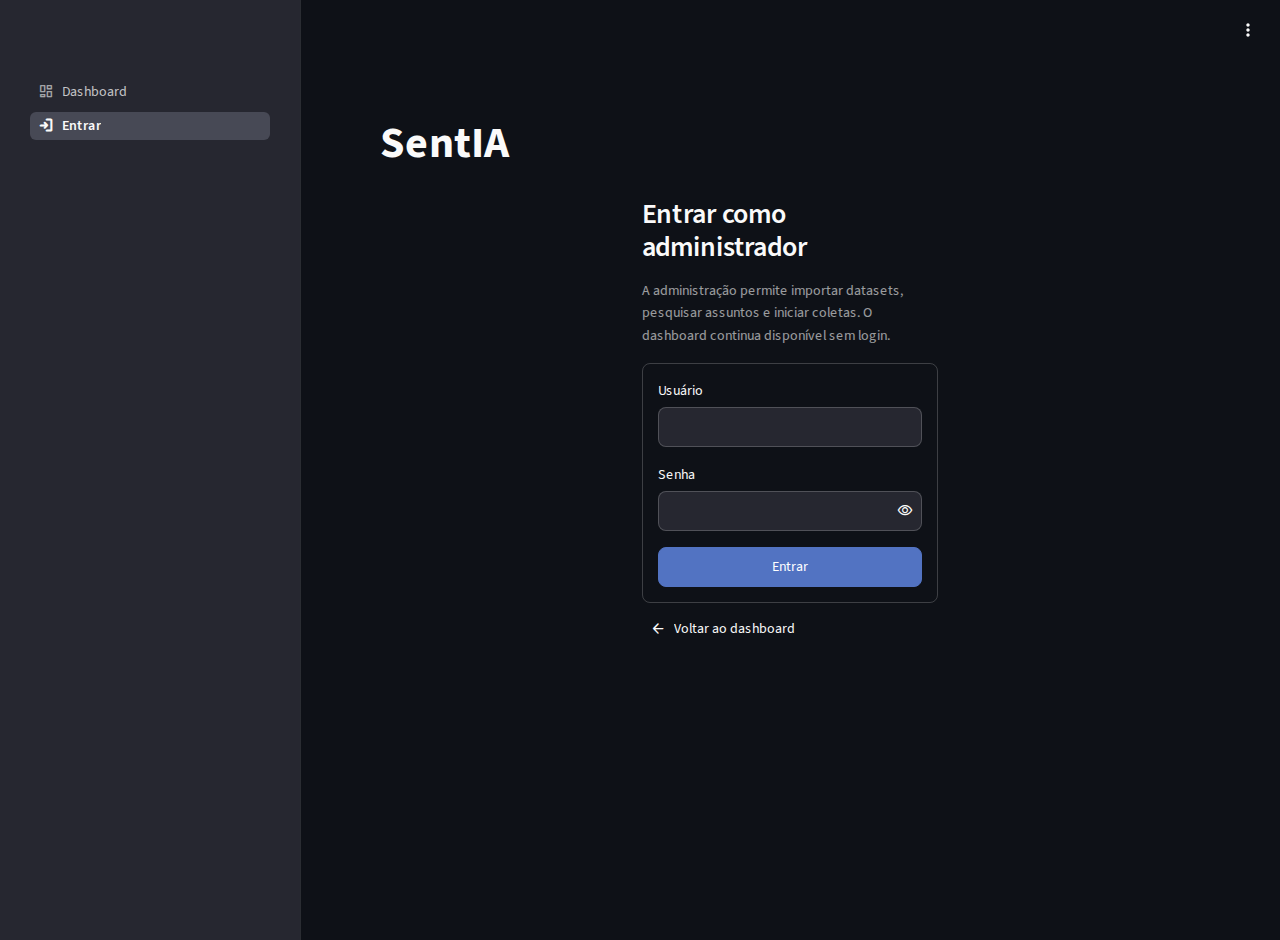 Dashboard
Entrar
SentIA
Entrar como
administrador
A administração permite importar datasets,
pesquisar assuntos e iniciar coletas. O
dashboard continua disponível sem login.
Usuário
Senha
Entrar
Voltar ao dashboard